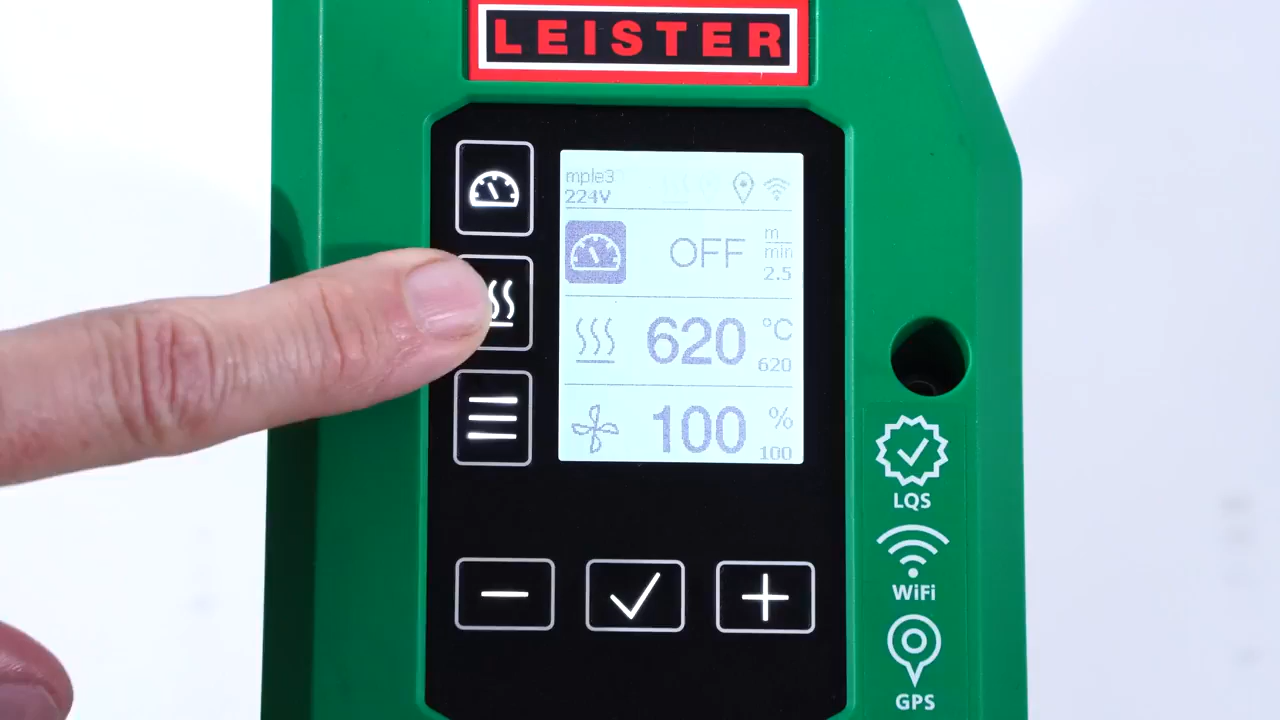 LEISTER
mple3
224V
OFF
m
min
2.5
620
°C
620
100
%
100
LQS
WiFi
GPS